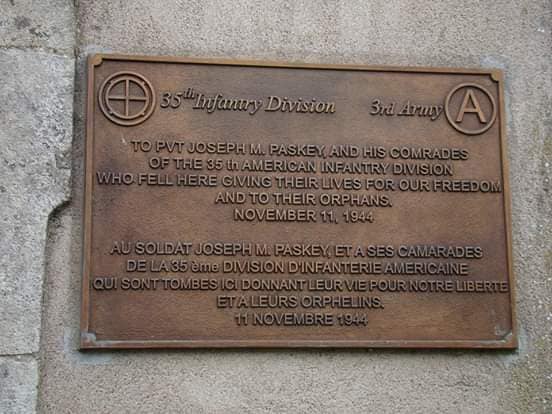 35th Infantry Division 3rd Army A
TO PVT JOSEPH M. PASKEY, AND HIS COMRADES
OF THE 35 th AMERICAN INFANTRY DIVISION
WHO FELL HERE GIVING THEIR LIVES FOR OUR FREEDOM
AND TO THEIR ORPHANS.
NOVEMBER 11, 1944
AU SOLDAT JOSEPH M. PASKEY, ET A SES CAMARADES
DE LA 35 ème DIVISION D'INFANTERIE AMERICAINE
QUI SONT TOMBES ICI DONNANT LEUR VIE POUR NOTRE LIBERTE
ET A LEURS ORPHELINS.
11 NOVEMBRE 1944